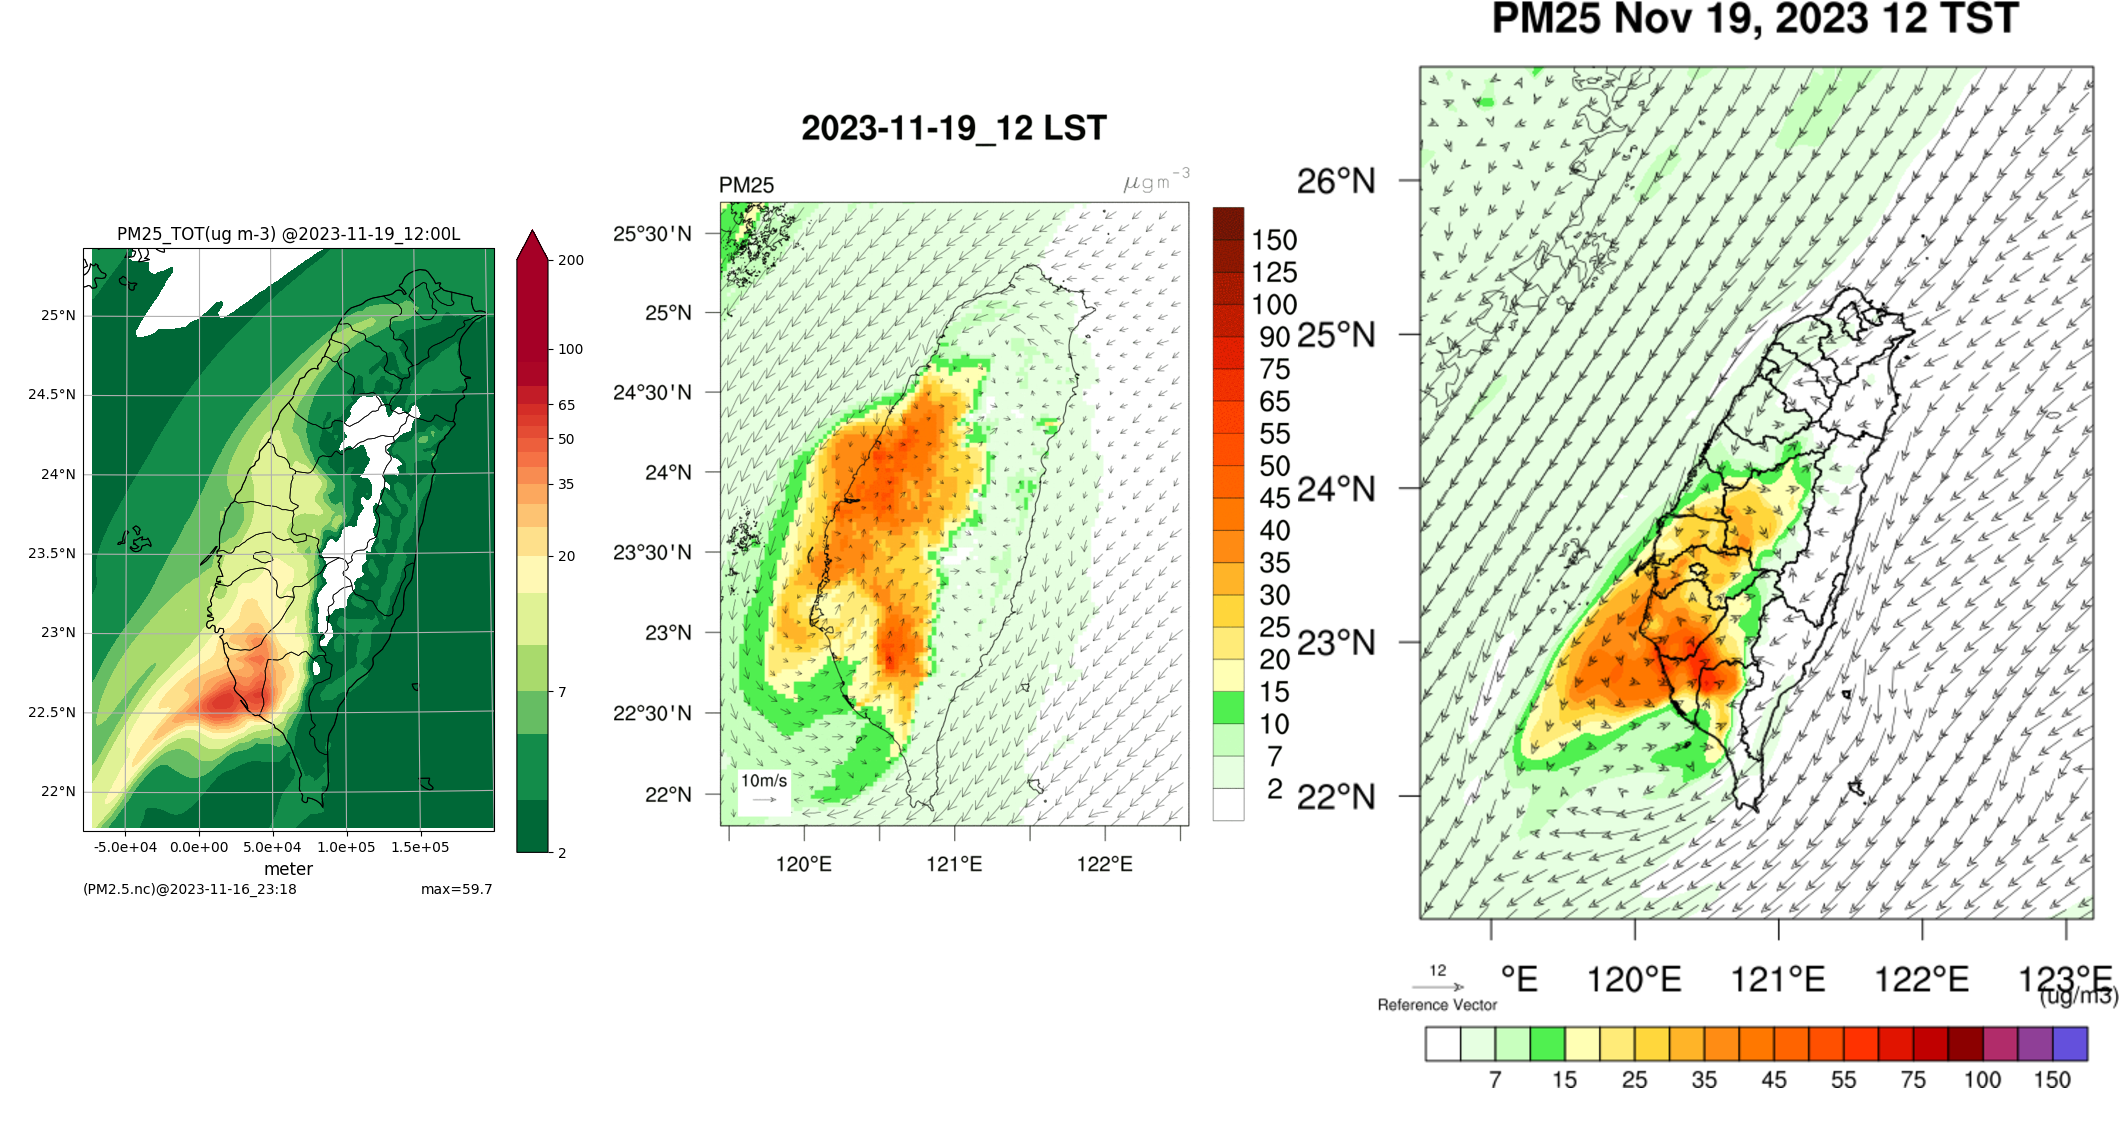 PM25_TOT(ug m-3) @2023-11-19_12:00L
25°N
24.5°N
24°N
23.5°N
23°N
22.5°N
22°N
-5.0e+04 0.0e+00 5.0e+04 1.0e+05 1.5e+05
meter
(PM2.5.nc)@2023-11-16_23:18 max=59.7
200
100
65
50
35
20
7
2
2023-11-19_12 LST
PM25 μgm-3
25°30'N
25°N
24°30'N
24°N
23°30'N
23°N
22°30'N
22°N
10m/s
120°E 121°E 122°E
150
125
100
90
75
65
55
50
45
40
35
30
25
20
15
10
7
2
PM25 Nov 19, 2023 12 TST
26°N
25°N
24°N
23°N
22°N
°E 120°E 121°E 122°E 123°E
12
Reference Vector
(ug/m3)
7 15 25 35 45 55 75 100 150